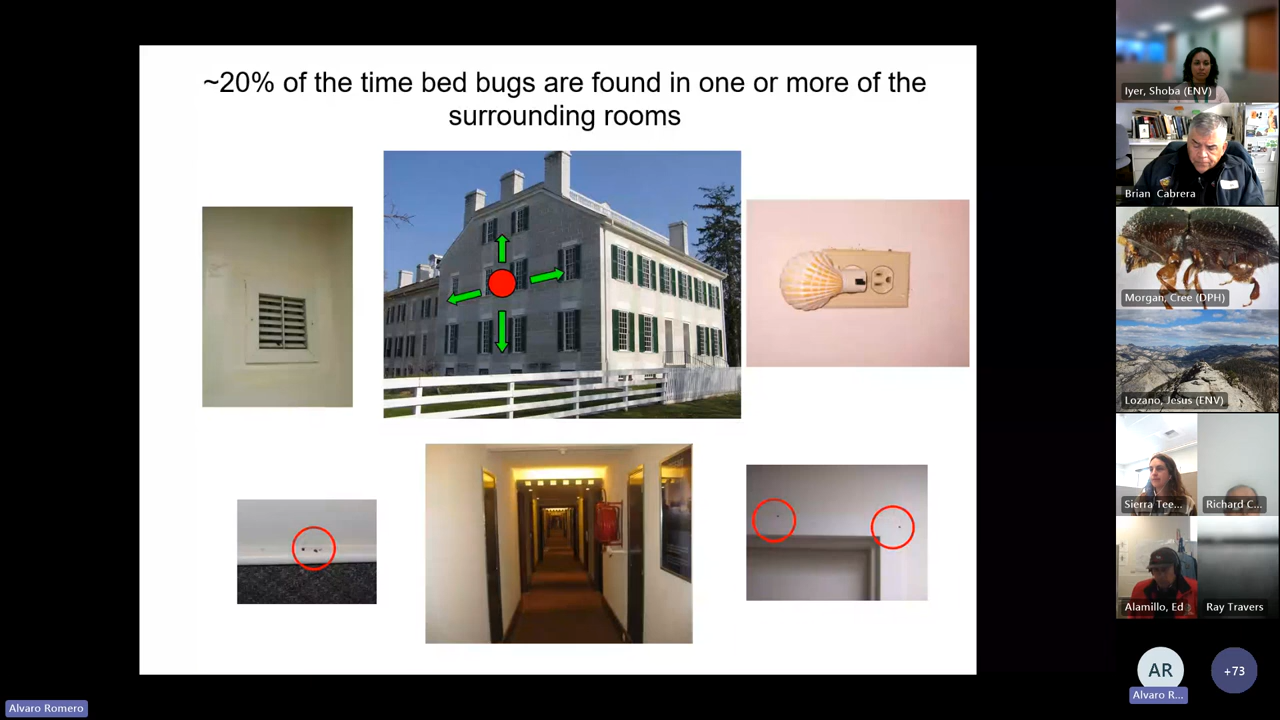 ~20% of the time bed bugs are found in one or more of the
surrounding rooms
Iyer, Shoba (ENV)
Brian Cabrera
Morgan, Cree (DPH)
Lozano, Jesus (ENV)
Sierra Tee...
Richard C...
Alamillo, Ed
Ray Travers
AR
Alvaro R...
+73
Alvaro Romero